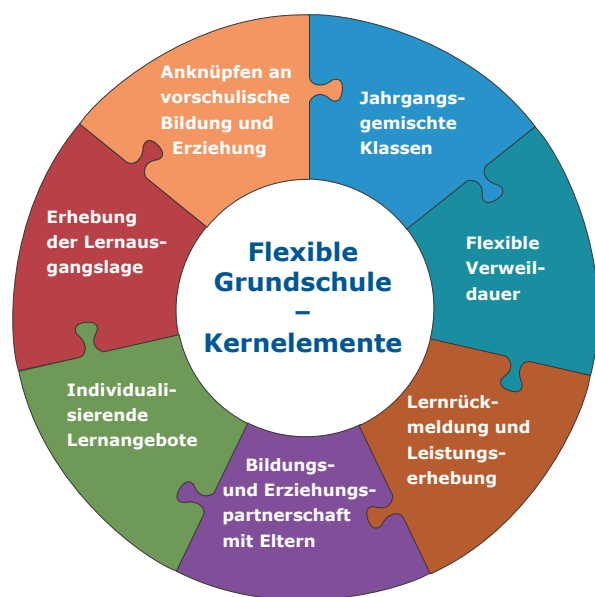 Flexible
Grundschule
–
Kernelemente
Jahrgangs-
gemischte
Klassen
Flexible
Verweil-
dauer
Lernrück-
meldung und
Leistungs-
erhebung
Bildungs-
und Erziehungs-
partnerschaft
mit Eltern
Individuali-
sierende
Lernangebote
Erhebung
der Lernaus-
gangslage
Anknüpfen an
vorschulische
Bildung und
Erziehung